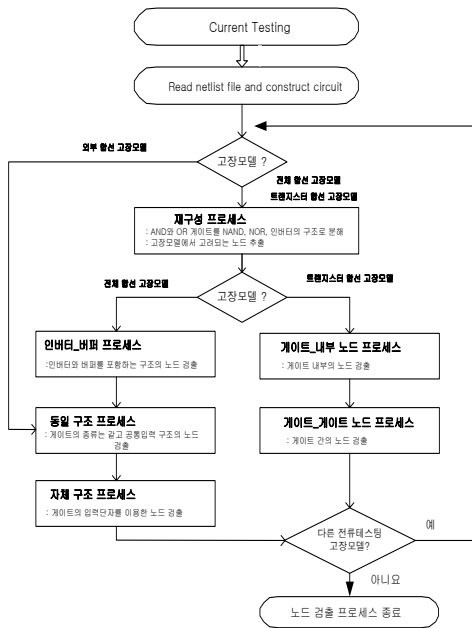 Current Testing
Read netlist file and construct circuit
외부 합선 고장모델
고장모델 ?
전체 합선 고장모델
트랜지스터 합선 고장모델
재구성 프로세스
: AND와 OR 게이트를 NAND, NOR, 인버터의 구조로 분해
: 고장모델에서 고려되는 노드 추출
전체 합선 고장모델
고장모델 ?
트랜지스터 합선 고장모델
인버터_버퍼 프로세스
:인버터와 버퍼를 포함하는 구조의 노드 검출
게이트_내부 노드 프로세스
: 게이트 내부의 노드 검출
동일 구조 프로세스
: 게이트의 종류는 같고 공통입력 구조의 노드
검출
게이트_게이트 노드 프로세스
: 게이트 간의 노드 검출
자체 구조 프로세스
: 게이트의 입력단자를 이용한 노드 검출
다른 전류테스팅
고장모델?
예
아니요
노드 검출 프로세스 종료